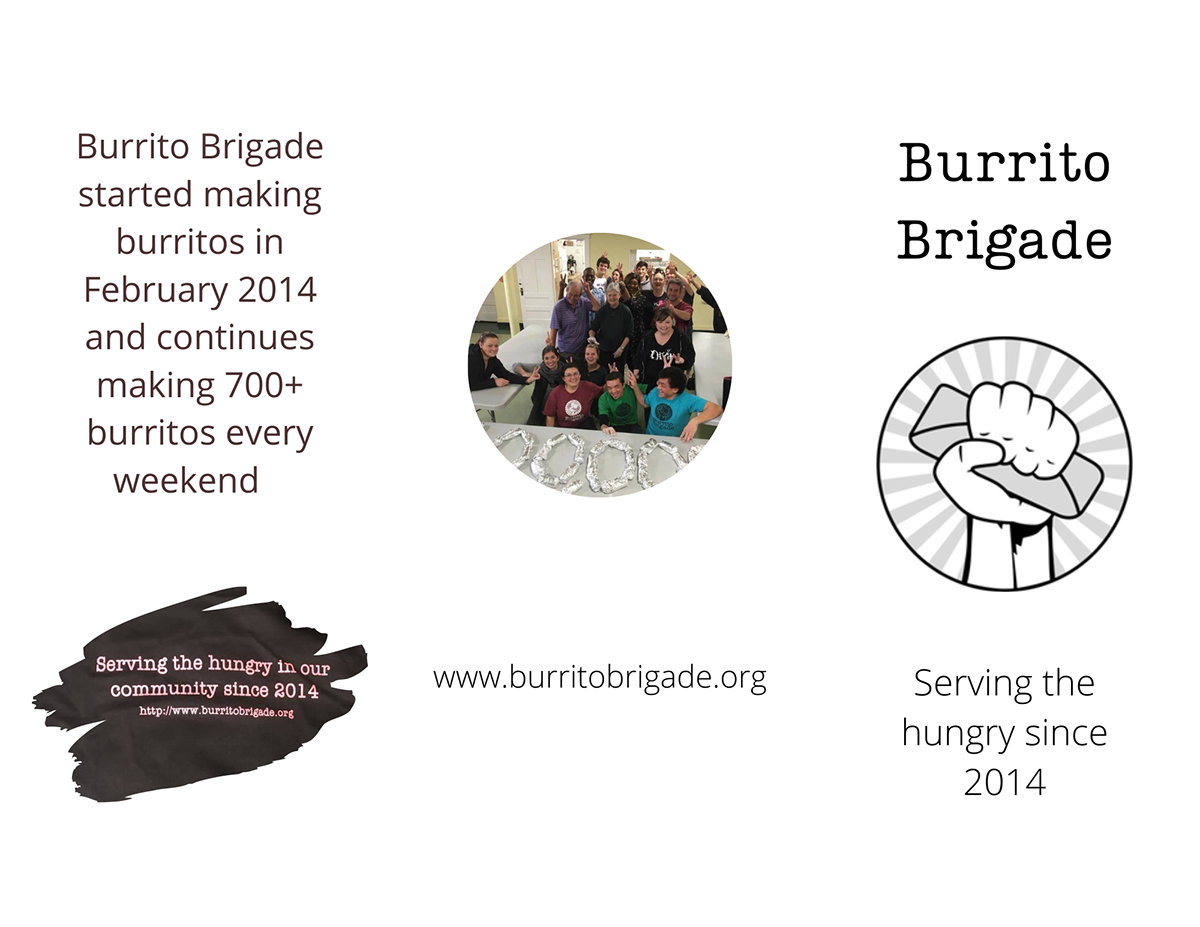 Burrito Brigade
started making
burritos in
February 2014
and continues
making 700+
burritos every
weekend
Serving the hungry in our
community since 2014
http://www.burritobrigade.org
www.burritobrigade.org
Burrito
Brigade
Serving the
hungry since
2014